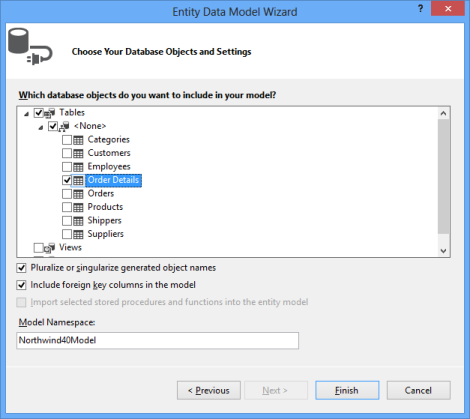 Entity Data Model Wizard
?
Choose Your Database Objects and Settings
Which database objects do you want to include in your model?
Tables
<None>
Categories
Customers
Employees
Order Details
Orders
Products
Shippers
Suppliers
Views
Pluralize or singularize generated object names
Include foreign key columns in the model
Import selected stored procedures and functions into the entity model
Model Namespace:
Northwind40Model
< Previous Next > Finish Cancel